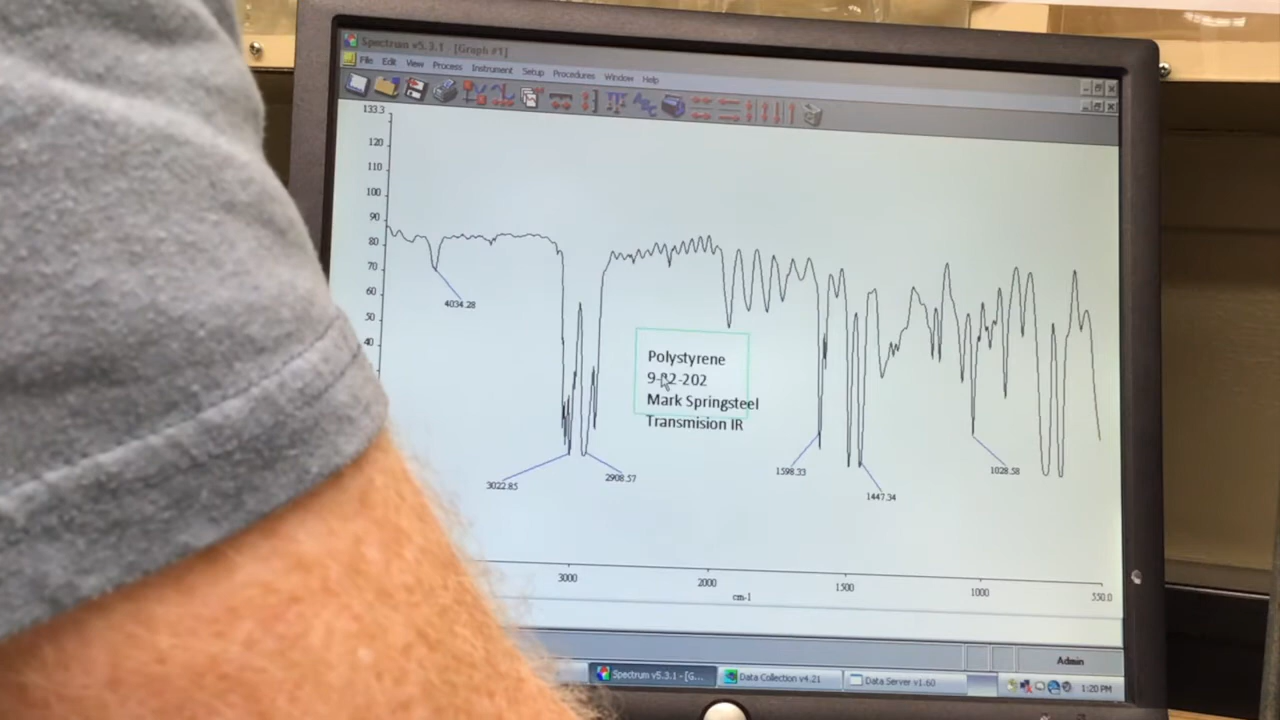 Spectrum v5.3.1 - [Graph #1]
File Edit View Process Instrument Setup Procedures Window Help
133.3
120
110
100
90
80
70
60
50
40
4034.28
3022.85
2908.57
1598.33
1447.34
1028.58
Polystyrene
Mark Springsteel
Transmision IR
3000
2000
1500
1000
550.0
cm-1
Admin
Spectrum v5.3.1 - [G...
Data Collection v4.21
Data Server v1.60
1:20 PM